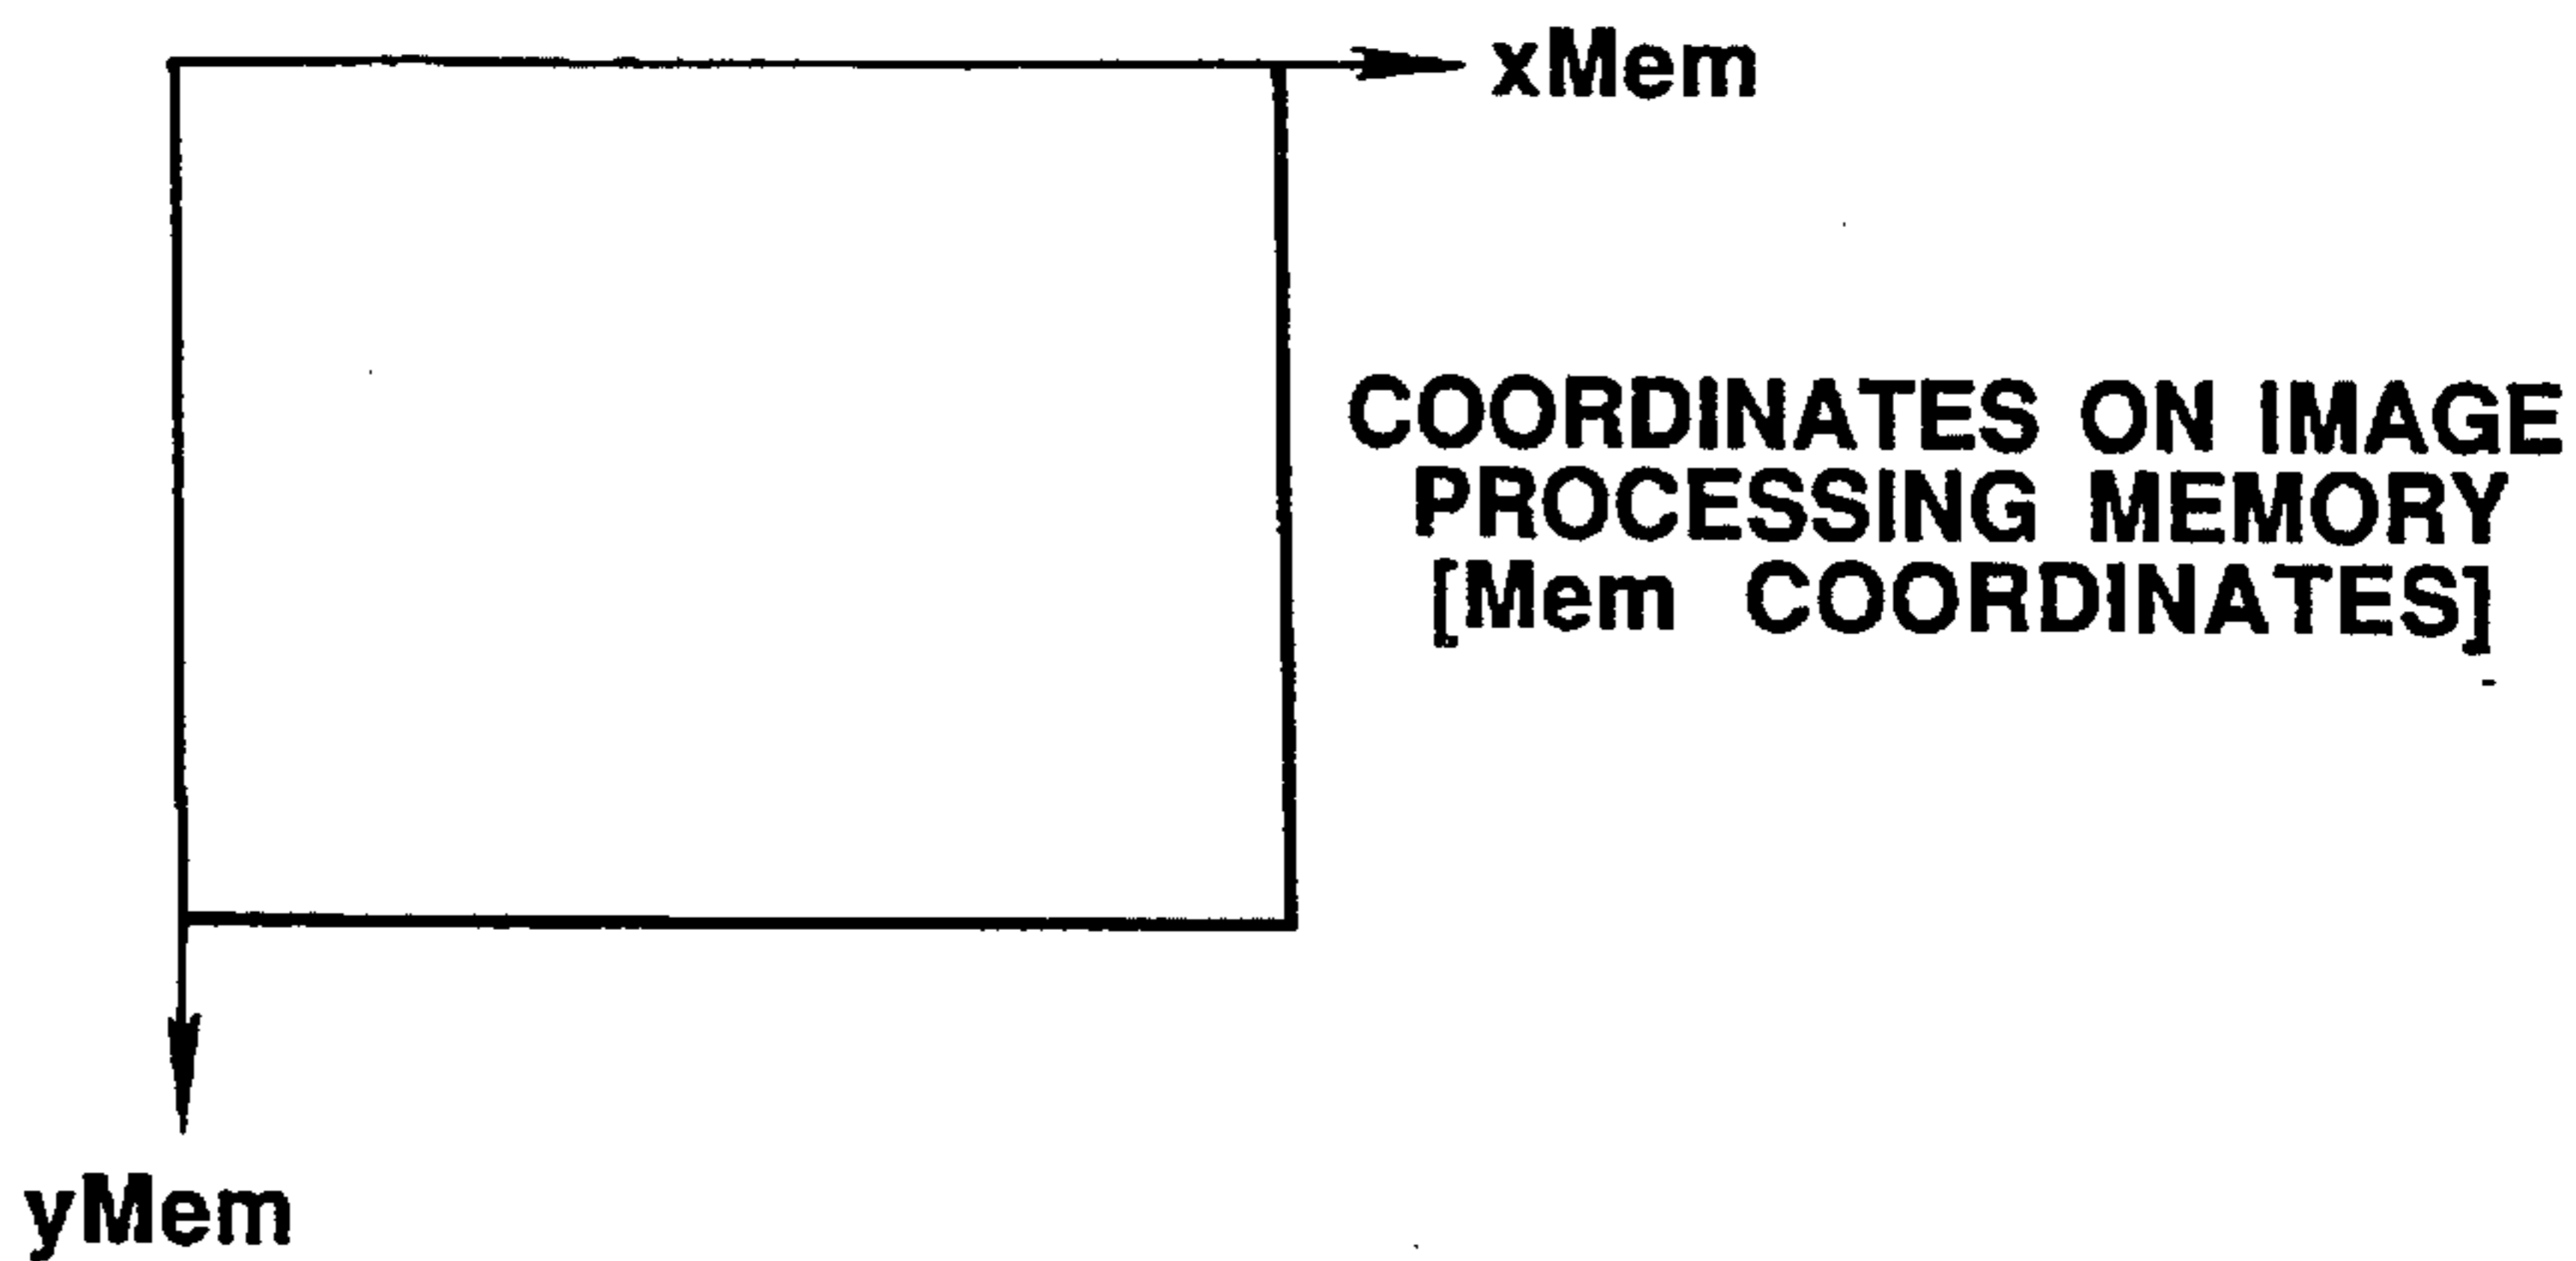 xMem
COORDINATES ON IMAGE
PROCESSING MEMORY
[Mem COORDINATES]
yMem